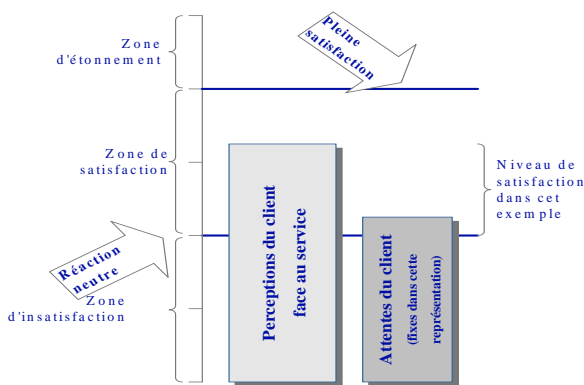 Zone
d'étonnement
Pleine
satisfaction
Zone de
satisfaction
Niveau de
satisfaction
dans cet
exemple
Réaction
neutre
Zone
d'insatisfaction
Perceptions du client
face au service
Attentes du client
(fixes dans cette
représentation)